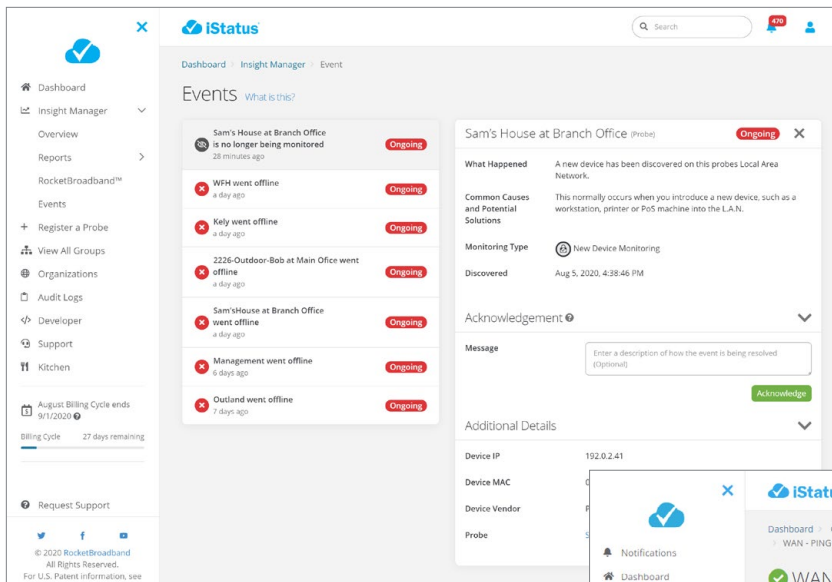 iStatus
Search
470
Dashboard
Insight Manager
Overview
Reports
RocketBroadband™
Events
Register a Probe
View All Groups
Organizations
Audit Logs
Developer
Support
Kitchen
August Billing Cycle ends
9/1/2020
Billing Cycle 27 days remaining
Request Support
© 2020 RocketBroadband
All Rights Reserved.
For U.S. Patent information, see
Dashboard > Insight Manager > Event
Events What is this?
Sam's House at Branch Office
is no longer being monitored
28 minutes ago
Ongoing
WFH went offline
a day ago
Ongoing
Kely went offline
a day ago
Ongoing
2226-Outdoor-Bob at Main Ofice went
offline
a day ago
Ongoing
Sam'sHouse at Branch Office
went offline
a day ago
Ongoing
Management went offline
6 days ago
Ongoing
Outland went offline
7 days ago
Ongoing
Sam's House at Branch Office (Probe) Ongoing
What Happened A new device has been discovered on this probes Local Area
Network.
Common Causes This normally occurs when you introduce a new device, such as a
and Potential workstation, printer or PoS machine into the L.A.N.
Solutions
Monitoring Type New Device Monitoring
Discovered Aug 5, 2020, 4:38:46 PM
Acknowledgement
Message
Enter a description of how the event is being resolved
(Optional)
Acknowledge
Additional Details
Device IP 192.0.2.41
Device MAC
Device Vendor
Probe
Notifications
Dashboard
Dashboard >
> WAN - PING
WAN